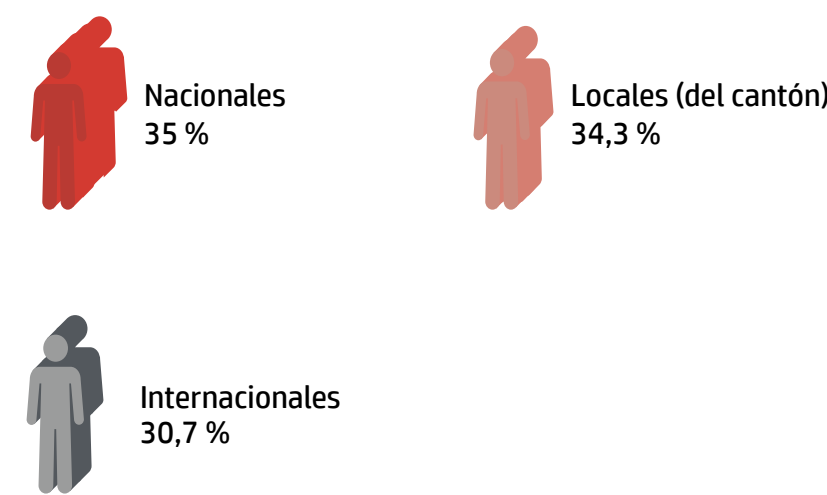 Nacionales
35 %
Locales (del cantón)
34,3 %
Internacionales
30,7 %